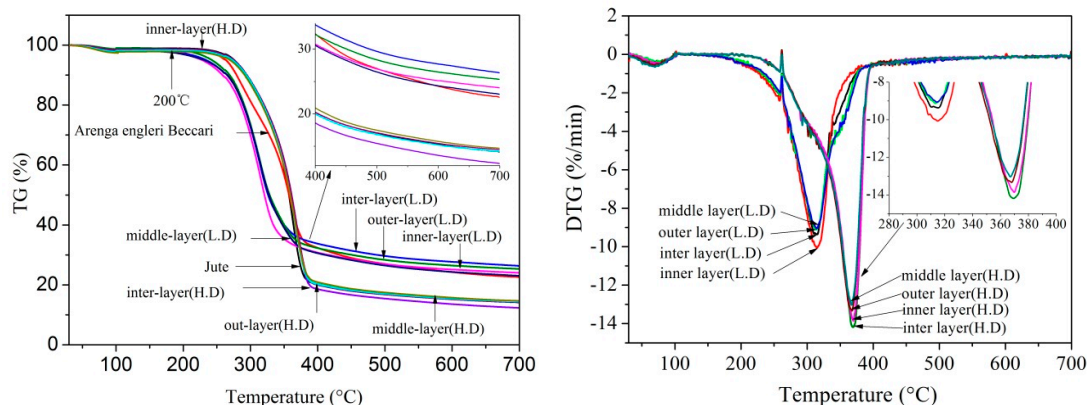 inner-layer(H.D)
200℃
Arenga engleri Beccari
inter-layer(L.D)
outer-layer(L.D)
inner-layer(L.D)
middle-layer(L.D)
Jute
inter-layer(H.D)
out-layer(H.D)
middle-layer(H.D)
TG (%)
100
80
60
40
20
0
100
200
300
400
500
600
700
Temperature (°C)
30
20
400
500
600
700
DTG (%/min)
2
0
-2
-4
-6
-8
-10
-12
-14
middle layer(L.D)
outer layer(L.D)
inter layer(L.D)
inner layer(L.D)
-8
-10
-12
-14
280
300
320
340
360
380
400
middle layer(H.D)
outer layer(H.D)
inner layer(H.D)
inter layer(H.D)
100
200
300
400
500
600
700
Temperature (°C)